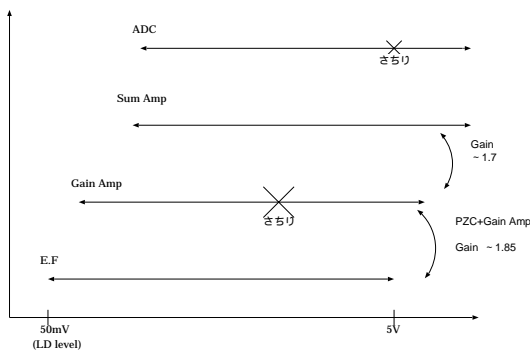 ADC
さちり
Sum Amp
Gain
~ 1.7
Gain Amp
さちり
PZC+Gain Amp
Gain ~ 1.85
E.F
50mV
5V
(LD level)